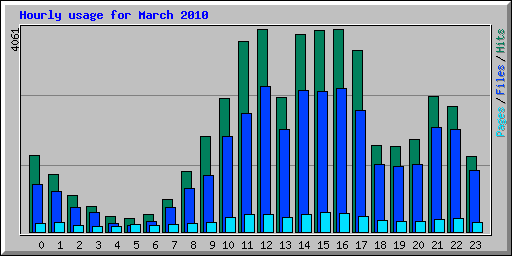 Hourly usage for March 2010
4061
Pages/Files/Hits
0 1 2 3 4 5 6 7 8 9 10 11 12 13 14 15 16 17 18 19 20 21 22 23